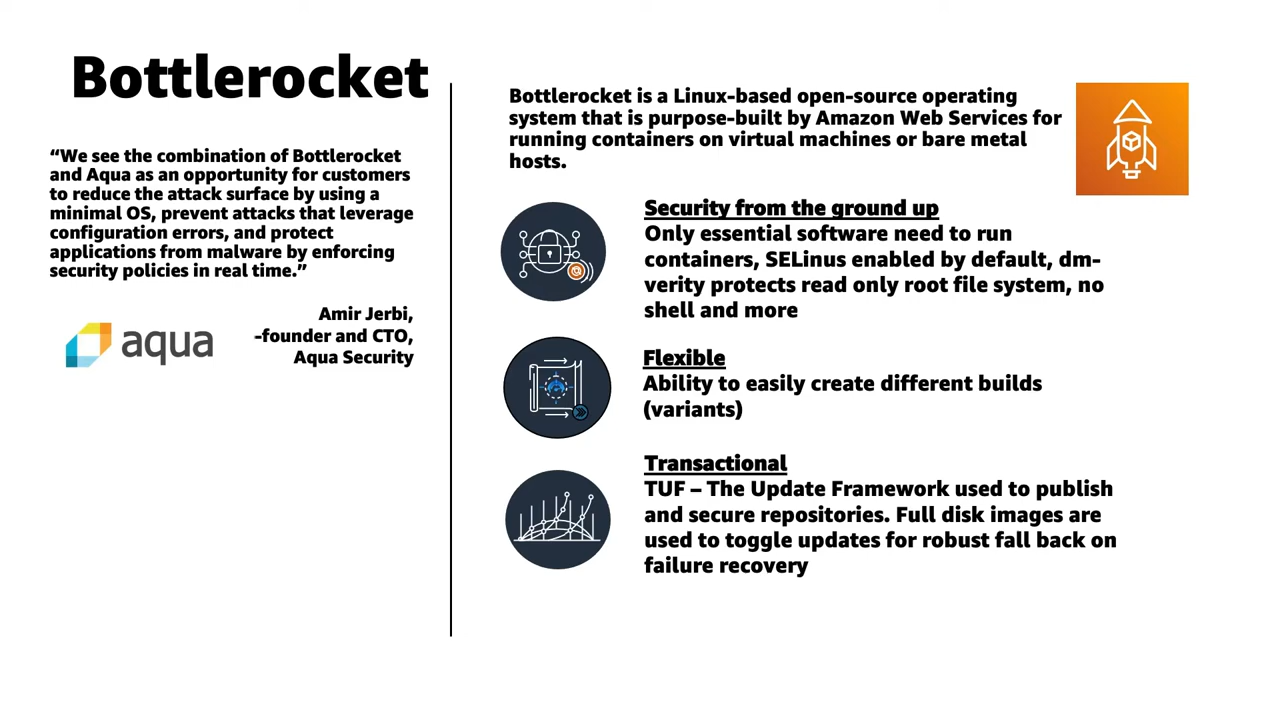 Bottlerocket
“We see the combination of Bottlerocket
and Aqua as an opportunity for customers
to reduce the attack surface by using a
minimal OS, prevent attacks that leverage
configuration errors, and protect
applications from malware by enforcing
security policies in real time.”
Amir Jerbi,
-founder and CTO,
Aqua Security
aqua
Bottlerocket is a Linux-based open-source operating
system that is purpose-built by Amazon Web Services for
running containers on virtual machines or bare metal
hosts.
Security from the ground up
Only essential software need to run
containers, SELinus enabled by default, dm-
verity protects read only root file system, no
shell and more
Flexible
Ability to easily create different builds
(variants)
Transactional
TUF – The Update Framework used to publish
and secure repositories. Full disk images are
used to toggle updates for robust fall back on
failure recovery